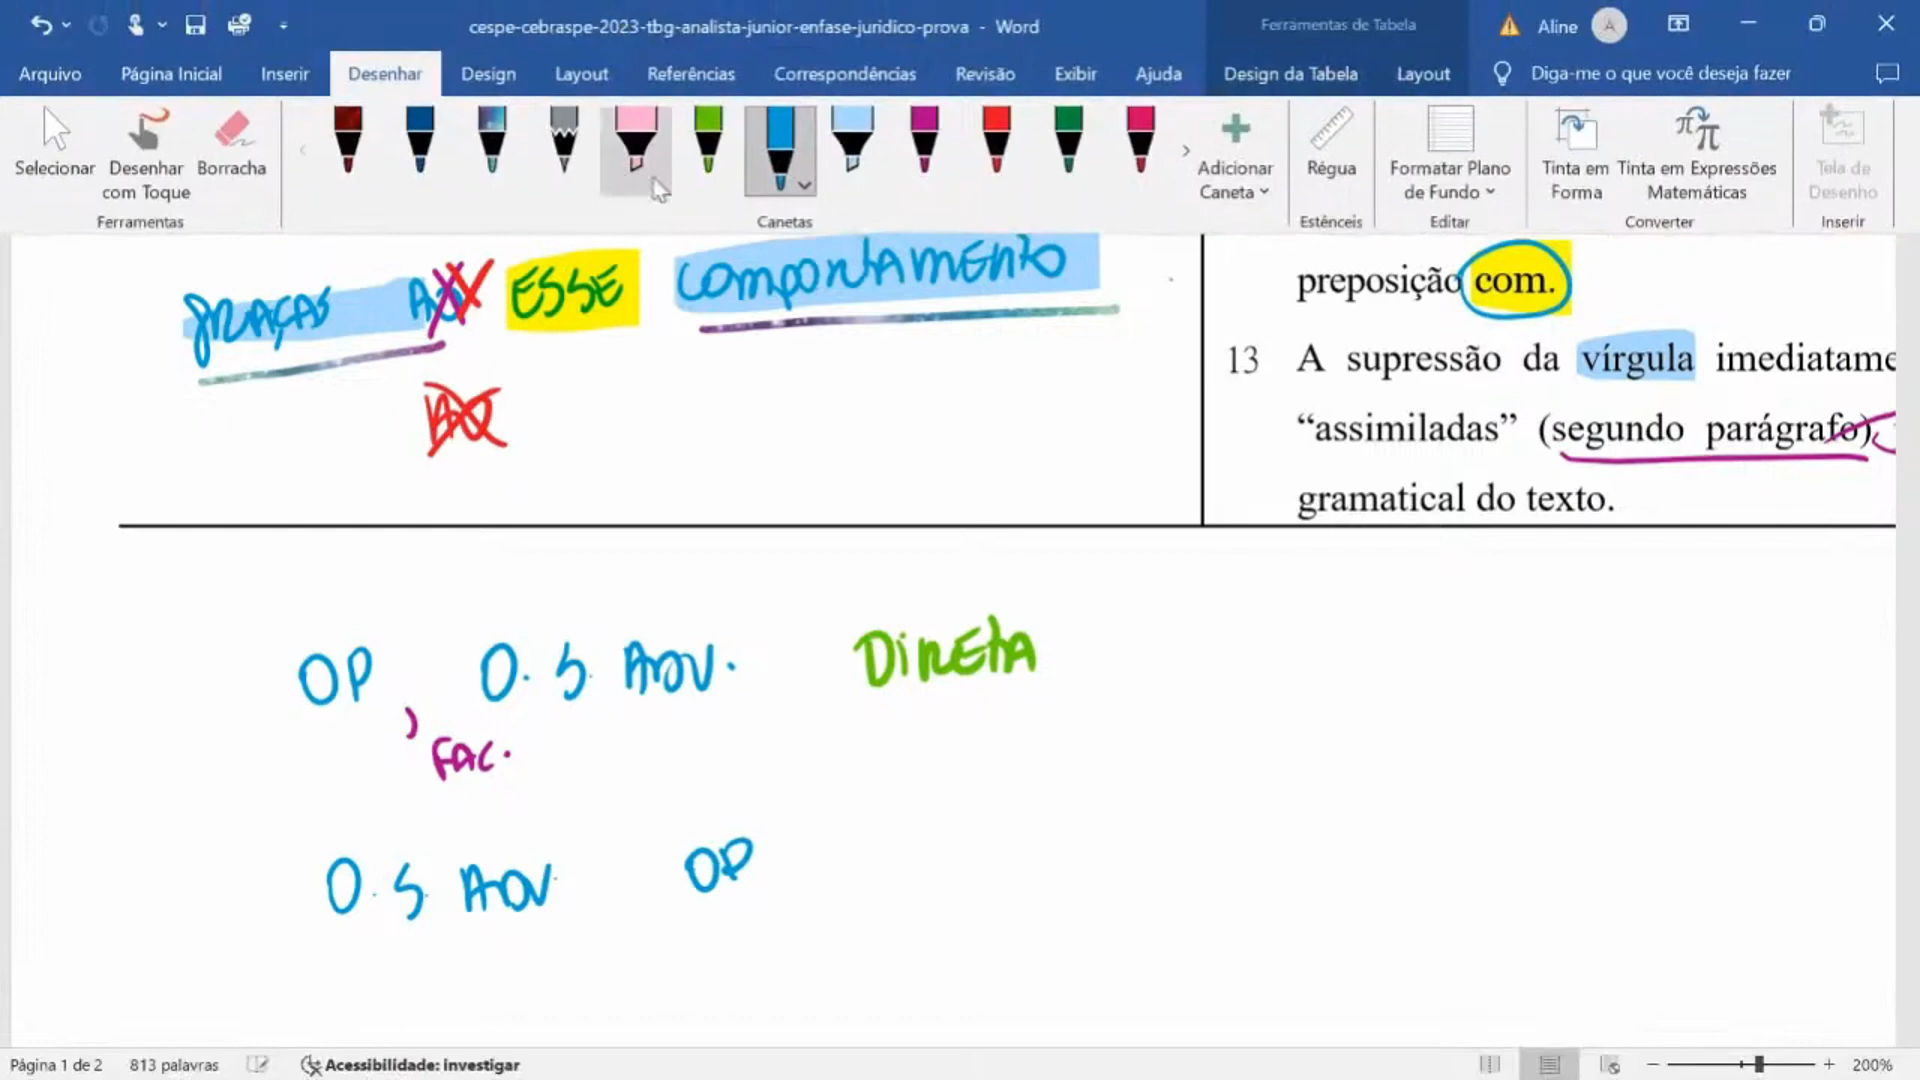 cespe-cebraspe-2023-tbg-analista-junior-enfase-juridico-prova - Word
Ferramentas de Tabela
Aline
A
Arquivo
Página Inicial
Inserir
Desenhar
Design
Layout
Referências
Correspondências
Revisão
Exibir
Ajuda
Design da Tabela
Layout
Diga-me o que você deseja fazer
Selecionar
Desenhar com Toque
Borracha
Adicionar Caneta
Régua
Formatar Plano de Fundo
Tinta em Forma
Tinta em Expressões Matemáticas
Tela de Desenho
Ferramentas
Canetas
Estênceis
Editar
Converter
Inserir
GRAÇAS AO ESSE COMPORTAMENTO
AO
preposição com.
13 A supressão da vírgula imediatame
“assimiladas” (segundo parágrafo)
gramatical do texto.
OP , O. S. ADV. DIRETA
FAC.
O. S. ADV. OP
Página 1 de 2
813 palavras
Acessibilidade: investigar
200%